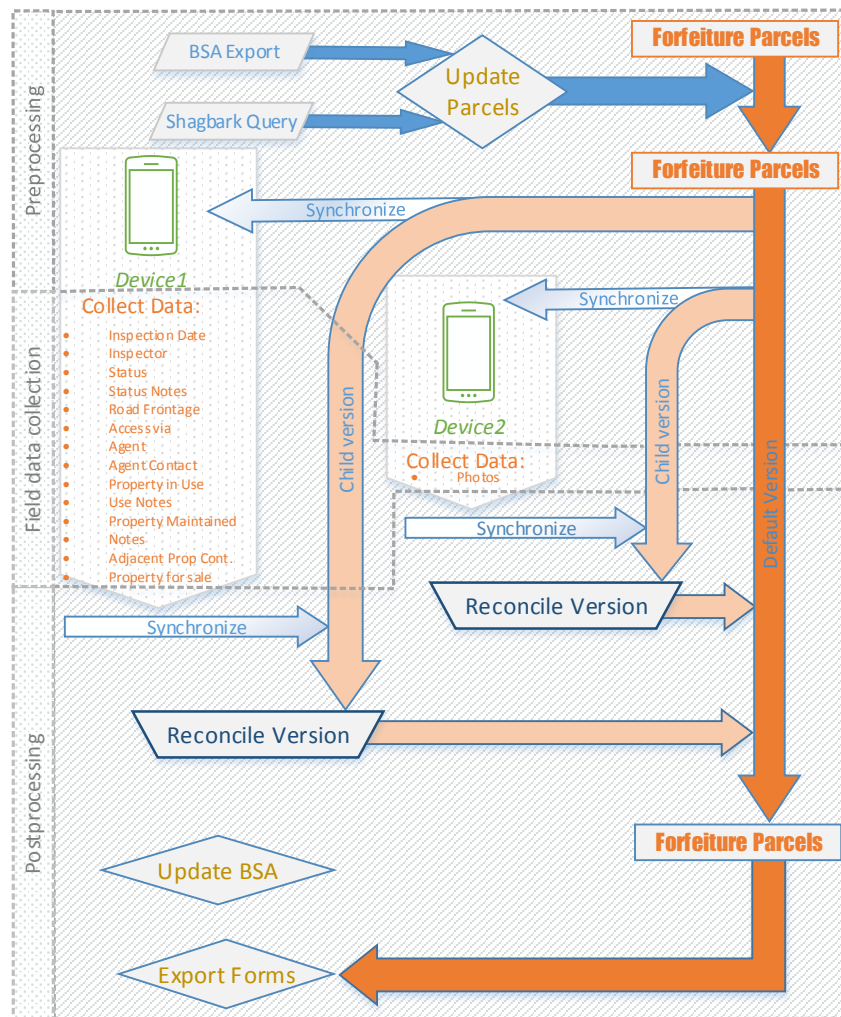 Preprocessing
BSA Export
Shagbark Query
Update
Parcels
Forfeiture Parcels
Forfeiture Parcels
Synchronize
Device1
Field data collection
Collect Data:
Inspection Date
Inspector
Status
Status Notes
Road Frontage
Access via
Agent
Agent Contact
Property in Use
Use Notes
Property Maintained
Notes
Adjacent Prop Cont.
Property for sale
Synchronize
Child version
Synchronize
Device2
Collect Data:
Photos
Synchronize
Child version
Default Version
Reconcile Version
Reconcile Version
Postprocessing
Forfeiture Parcels
Update BSA
Export Forms